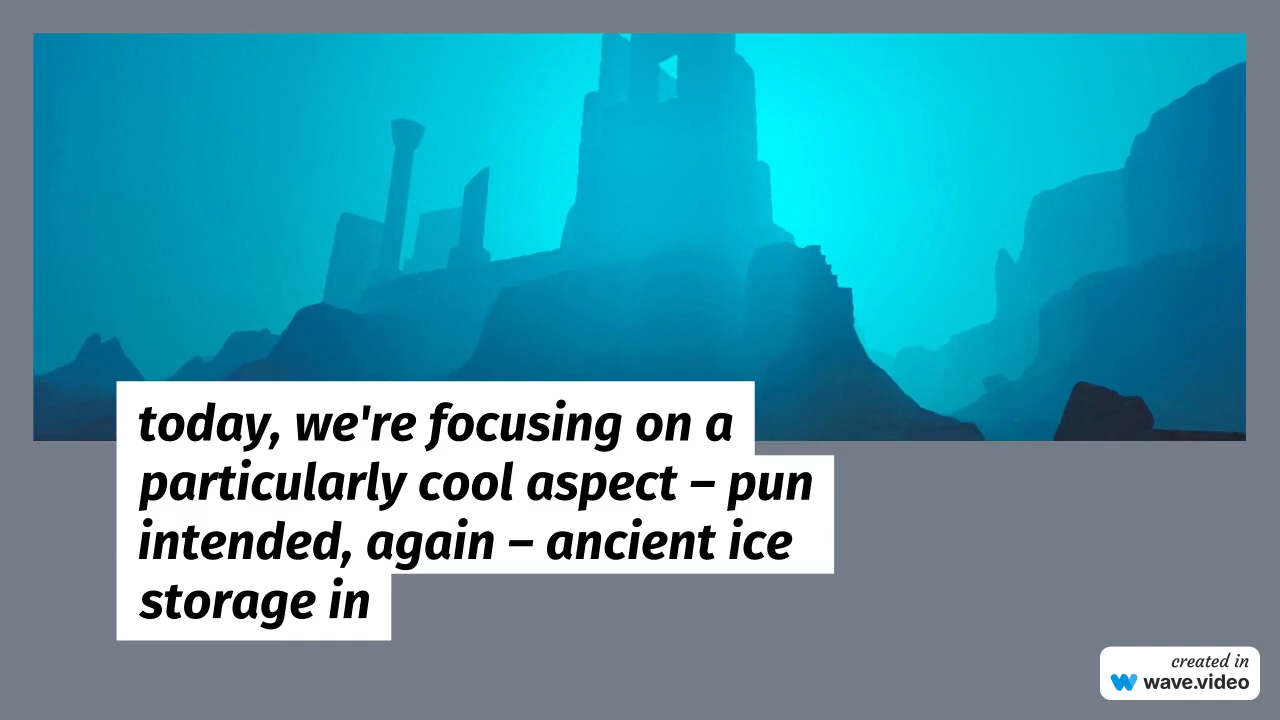 today, we're focusing on a
particularly cool aspect – pun
intended, again – ancient ice
storage in
created in
wave.video